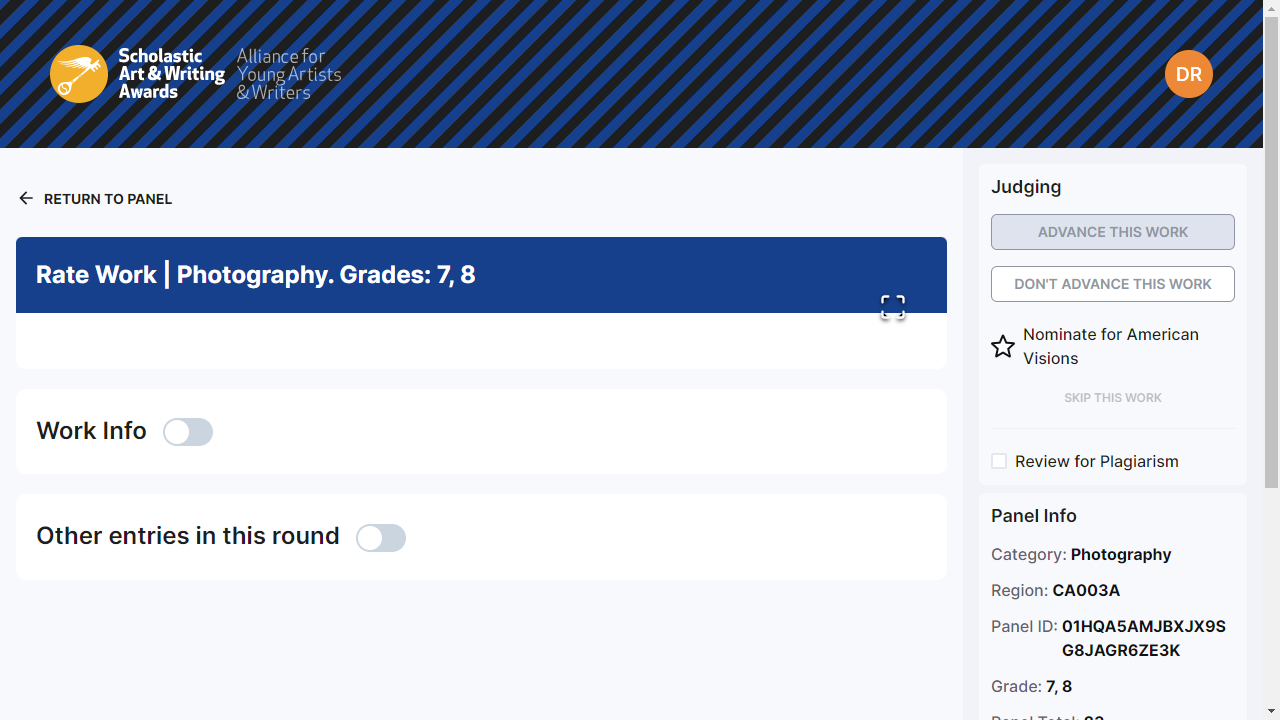 Scholastic
Art & Writing
Awards
Alliance for
Young Artists
& Writers
DR
RETURN TO PANEL
Rate Work | Photography. Grades: 7, 8
Work Info
Other entries in this round
Judging
ADVANCE THIS WORK
DON'T ADVANCE THIS WORK
Nominate for American
Visions
SKIP THIS WORK
Review for Plagiarism
Panel Info
Category: Photography
Region: CA003A
Panel ID: 01HQA5AMJBXJX9S
G8JAGR6ZE3K
Grade: 7, 8